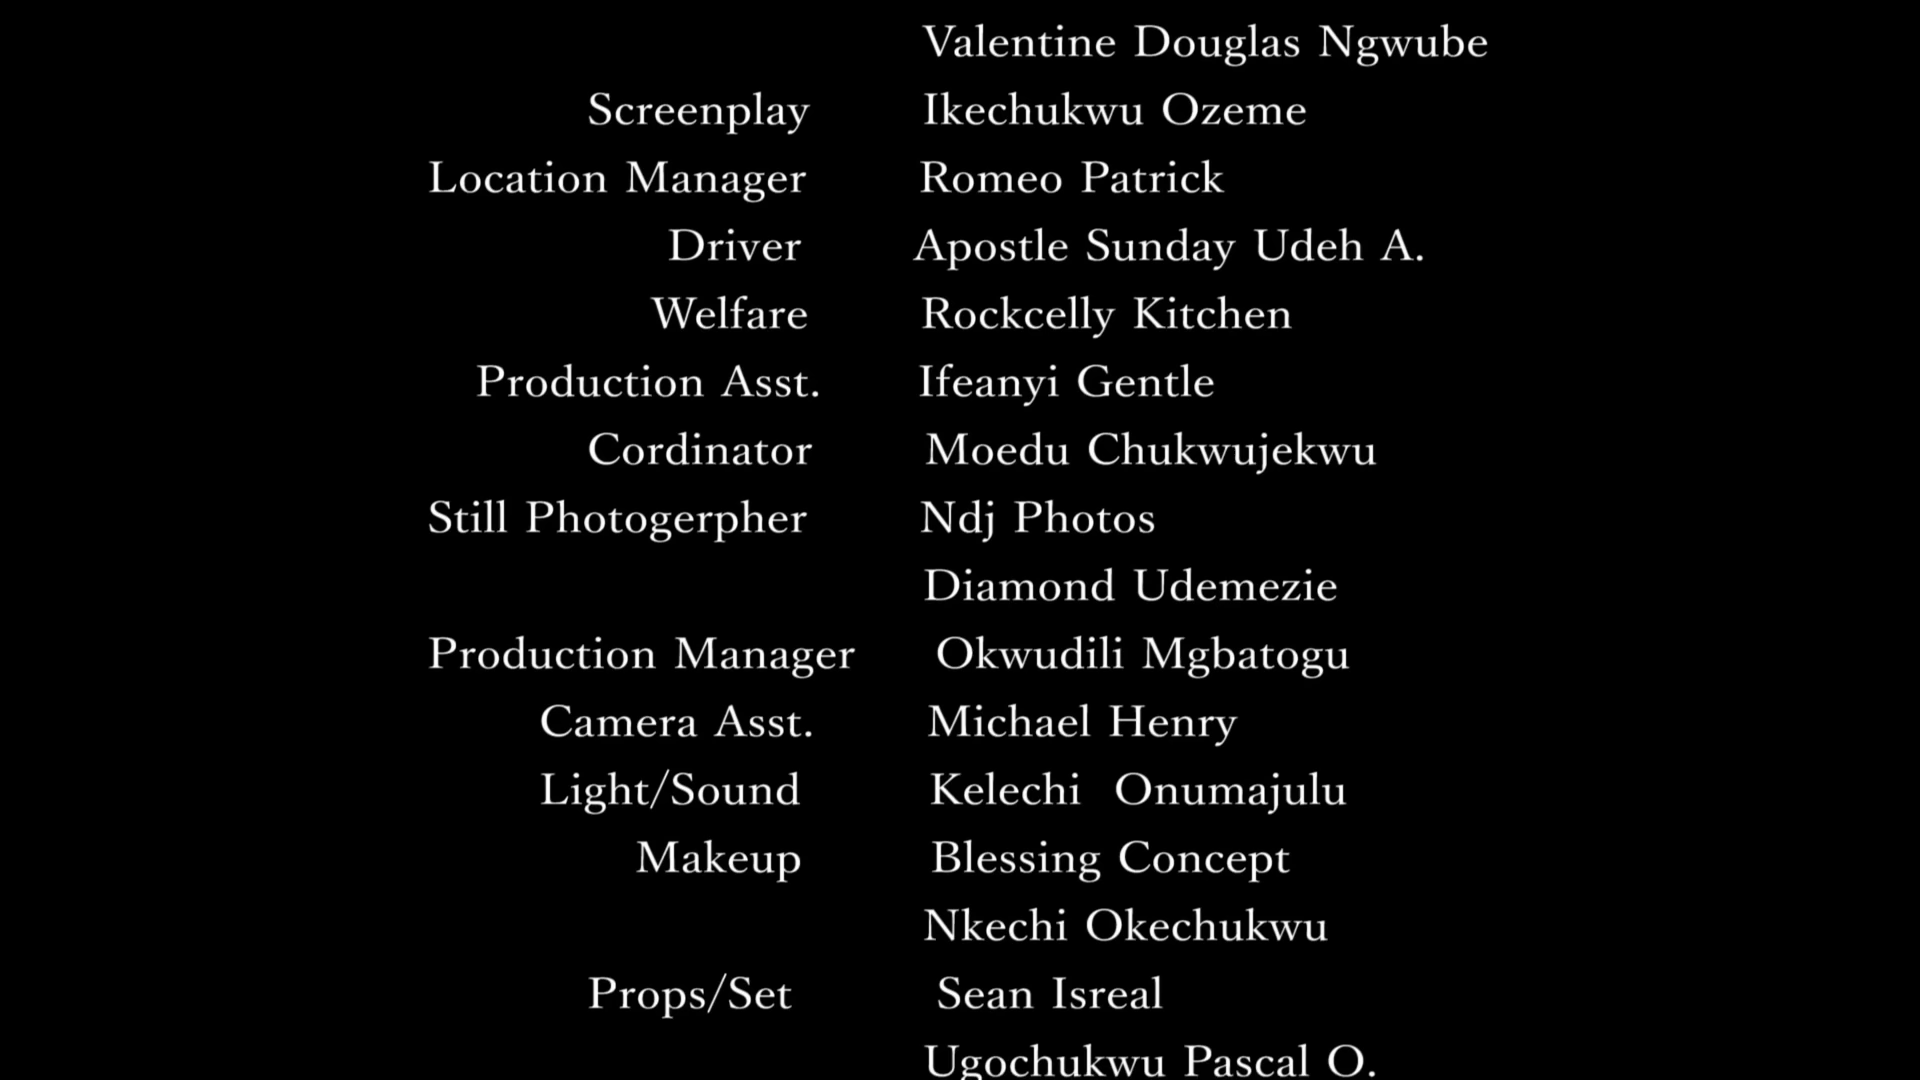 Valentine Douglas Ngwube
Screenplay Ikechukwu Ozeme
Location Manager Romeo Patrick
Driver Apostle Sunday Udeh A.
Welfare Rockcelly Kitchen
Production Asst. Ifeanyi Gentle
Cordinator Moedu Chukwujekwu
Still Photogerpher Ndj Photos
Diamond Udemezie
Production Manager Okwudili Mgbatogu
Camera Asst. Michael Henry
Light/Sound Kelechi Onumajulu
Makeup Blessing Concept
Nkechi Okechukwu
Props/Set Sean Isreal
Ugochukwu Pascal O.